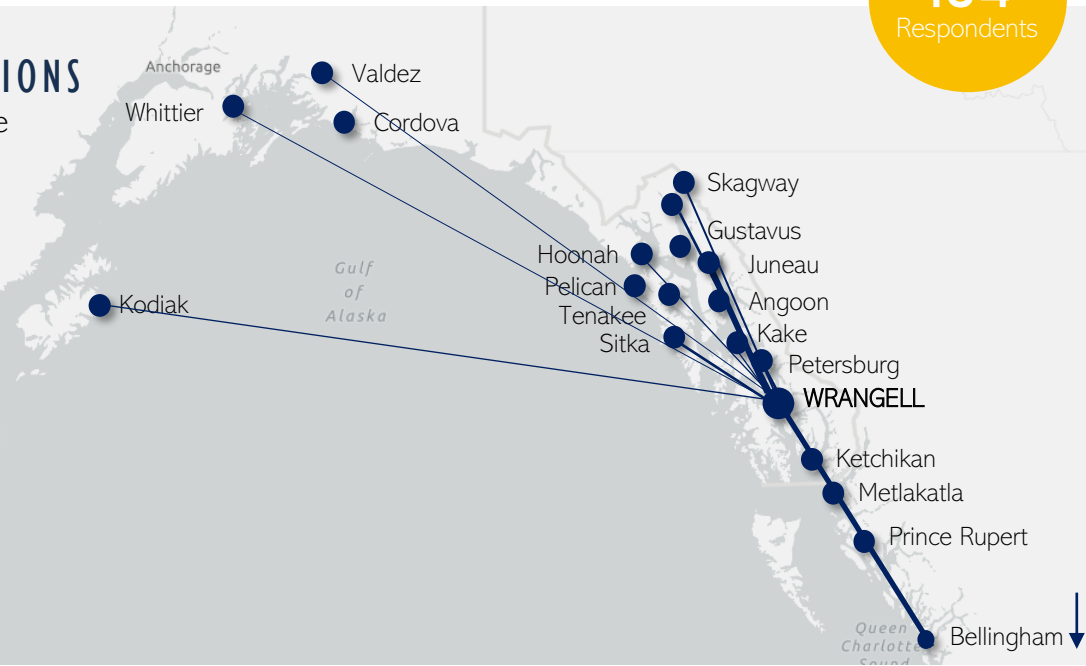 Respondents
IONS
Anchorage
Valdez
Whittier
Cordova
Skagway
Gustavus
Hoonah
Juneau
Gulf
of
Alaska
Pelican
Angoon
Kodiak
Tenakee
Kake
Sitka
Petersburg
WRANGELL
Ketchikan
Metlakatla
Prince Rupert
Queen
Charlotte
Sound
Bellingham